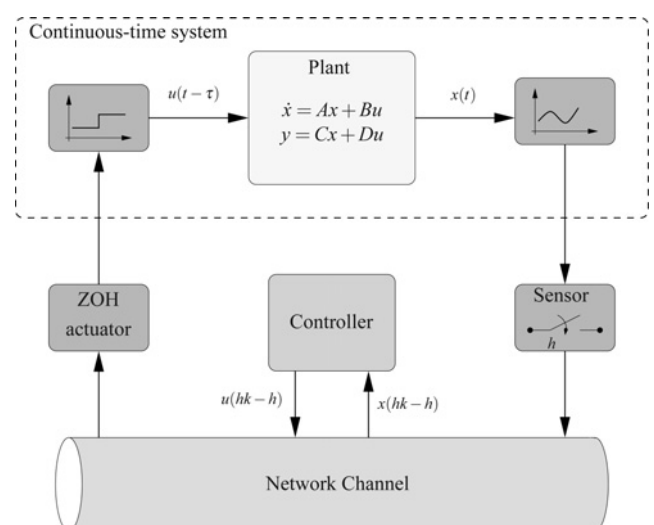 Continuous-time system
Plant
u(t − τ)
ẋ = Ax + Bu
y = Cx + Du
x(t)
ZOH
actuator
Controller
Sensor
h
u(hk − h)
x(hk − h)
Network Channel